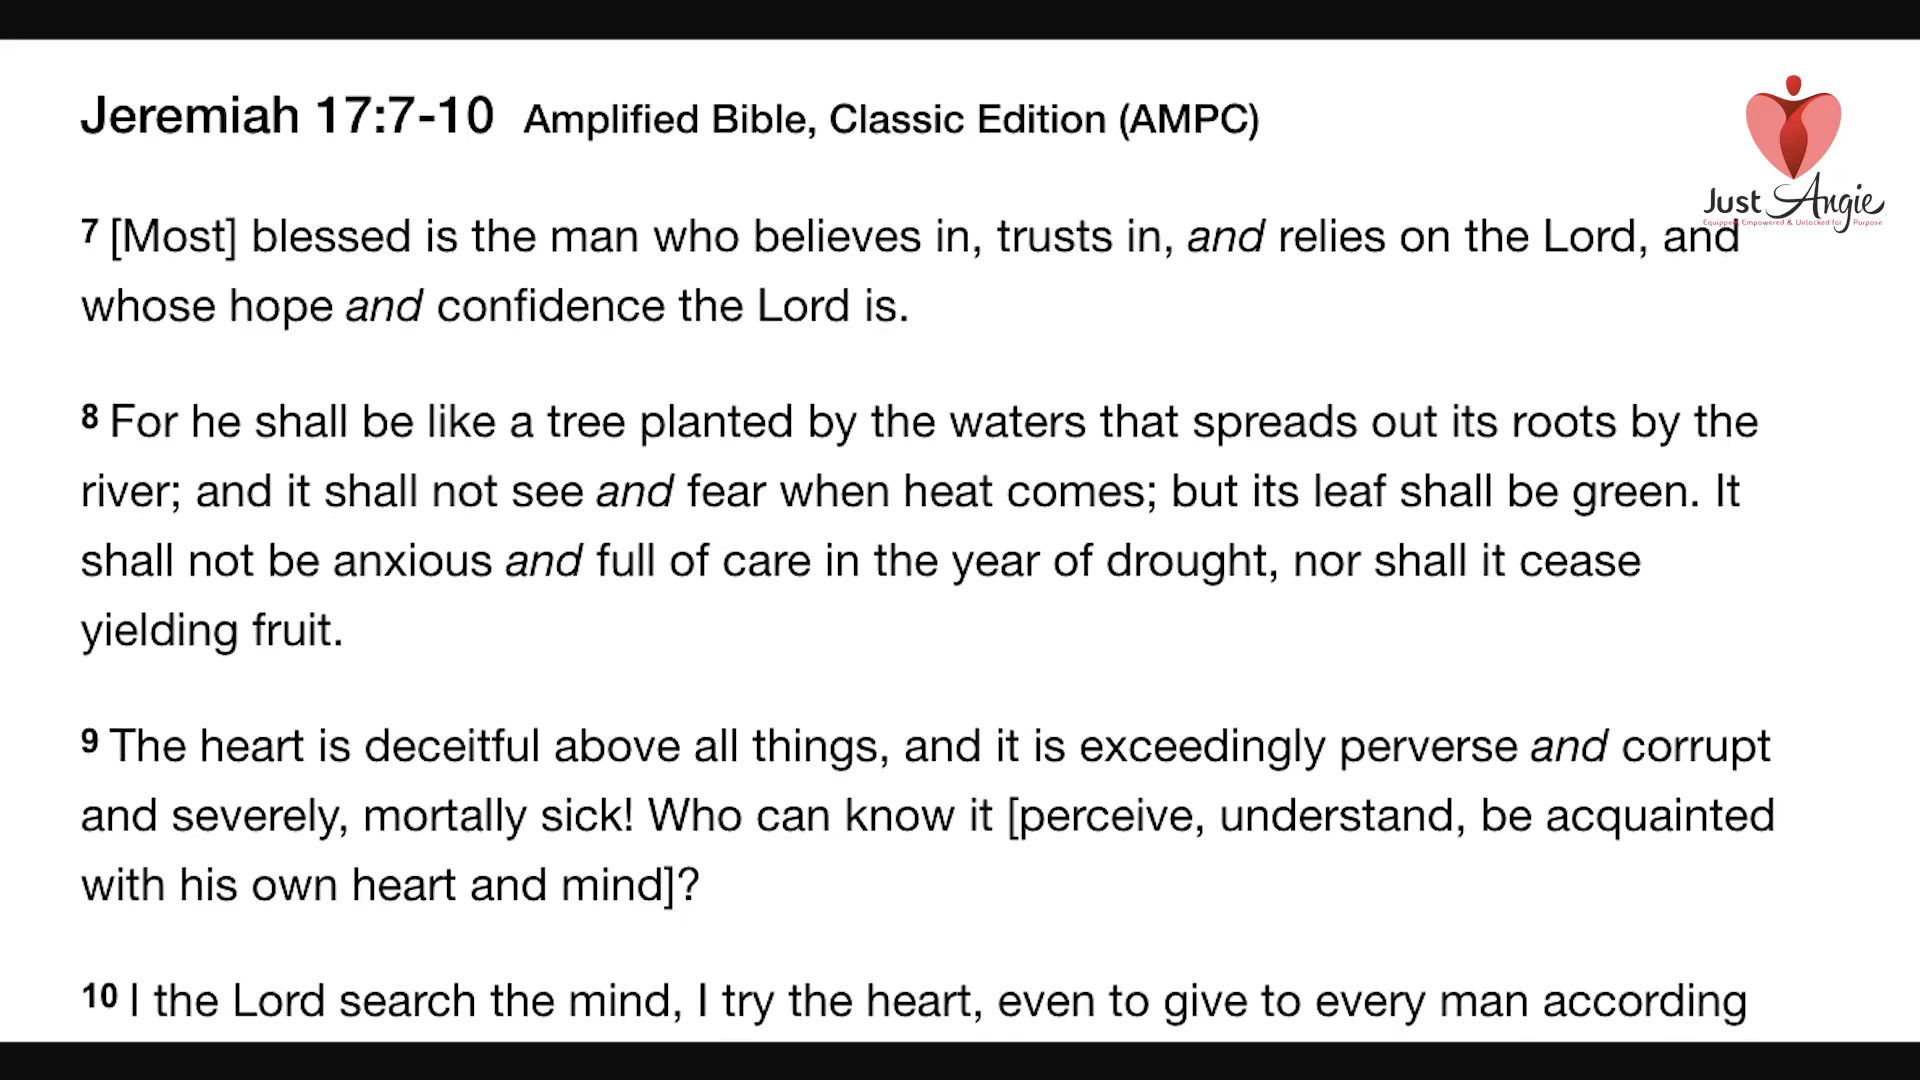 Jeremiah 17:7-10 Amplified Bible, Classic Edition (AMPC)
Just Angie
Equipped, Empowered & Unlocked for Purpose
7 [Most] blessed is the man who believes in, trusts in, and relies on the Lord, and
whose hope and confidence the Lord is.
8 For he shall be like a tree planted by the waters that spreads out its roots by the
river; and it shall not see and fear when heat comes; but its leaf shall be green. It
shall not be anxious and full of care in the year of drought, nor shall it cease
yielding fruit.
9 The heart is deceitful above all things, and it is exceedingly perverse and corrupt
and severely, mortally sick! Who can know it [perceive, understand, be acquainted
with his own heart and mind]?
10 I the Lord search the mind, I try the heart, even to give to every man according